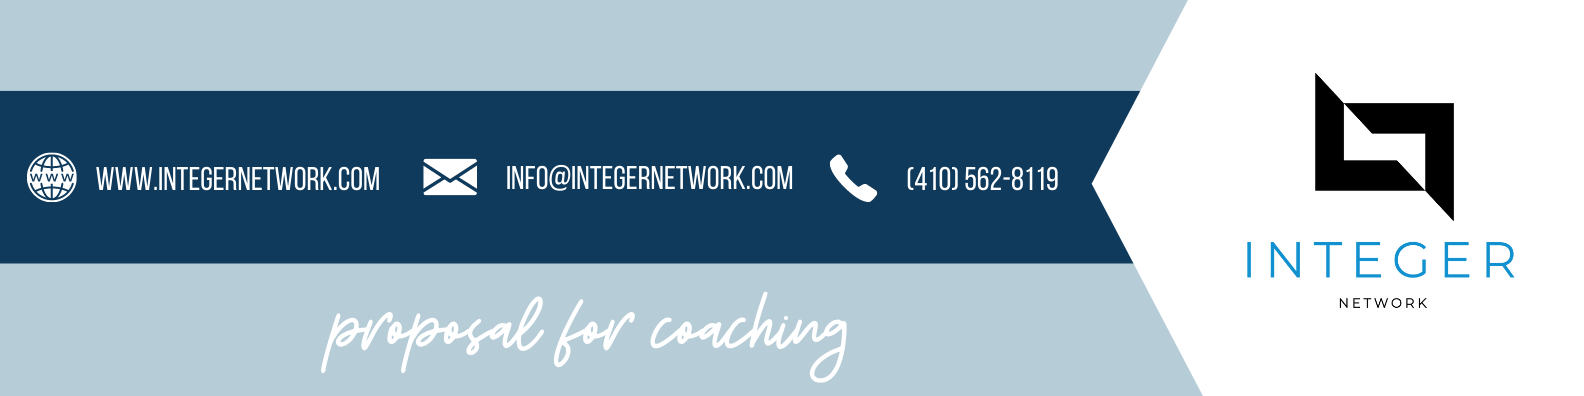 WWW WWW.INTEGERNETWORK.COM INFO@INTEGERNETWORK.COM (410) 562-8119
INTEGER
NETWORK
proposal for coaching